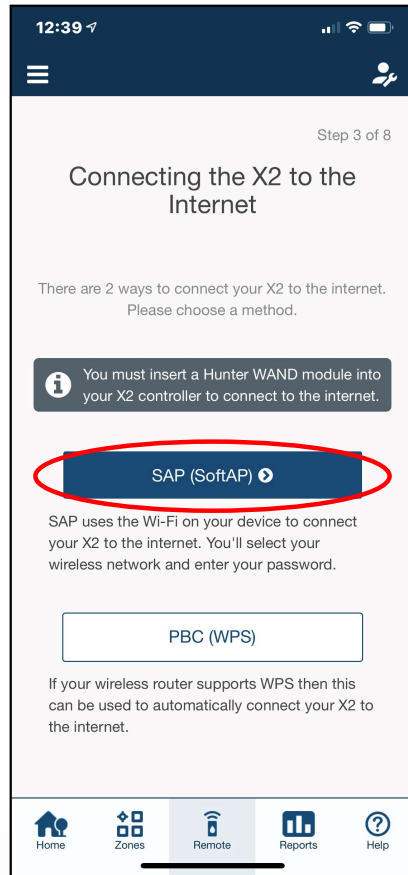 12:39
Step 3 of 8
Connecting the X2 to the
Internet
There are 2 ways to connect your X2 to the internet.
Please choose a method.
You must insert a Hunter WAND module into
your X2 controller to connect to the internet.
SAP (SoftAP)
SAP uses the Wi-Fi on your device to connect
your X2 to the internet. You'll select your
wireless network and enter your password.
PBC (WPS)
If your wireless router supports WPS then this
can be used to automatically connect your X2 to
the internet.
Home Zones Remote Reports Help